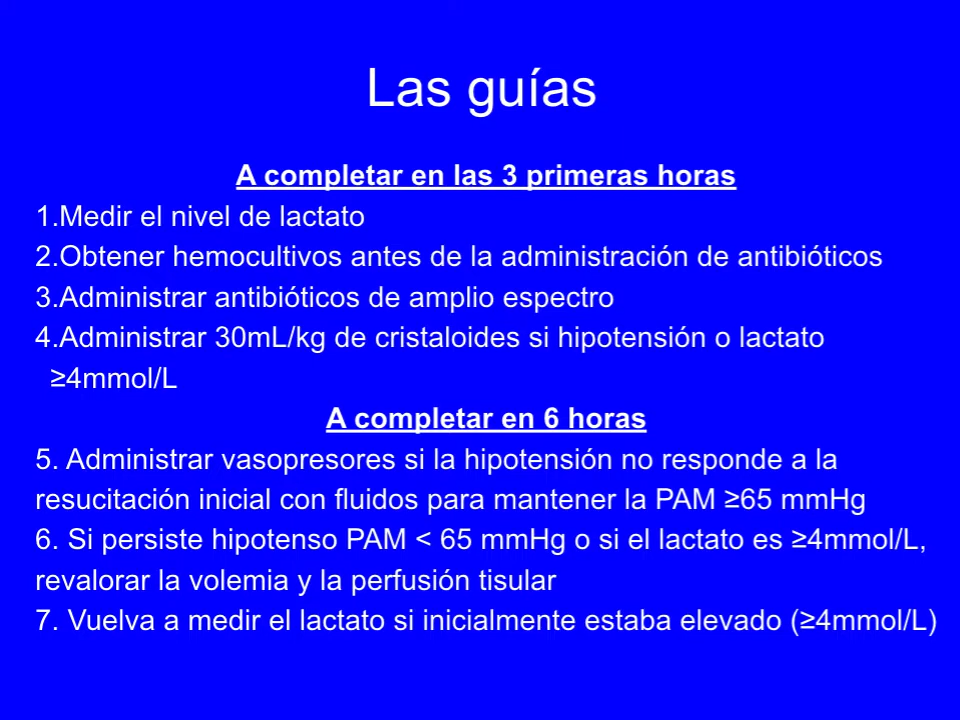 Las guías
A completar en las 3 primeras horas
1.Medir el nivel de lactato
2.Obtener hemocultivos antes de la administración de antibióticos
3.Administrar antibióticos de amplio espectro
4.Administrar 30mL/kg de cristaloides si hipotensión o lactato
≥4mmol/L
A completar en 6 horas
5. Administrar vasopresores si la hipotensión no responde a la
resucitación inicial con fluidos para mantener la PAM ≥65 mmHg
6. Si persiste hipotenso PAM < 65 mmHg o si el lactato es ≥4mmol/L,
revalorar la volemia y la perfusión tisular
7. Vuelva a medir el lactato si inicialmente estaba elevado (≥4mmol/L)